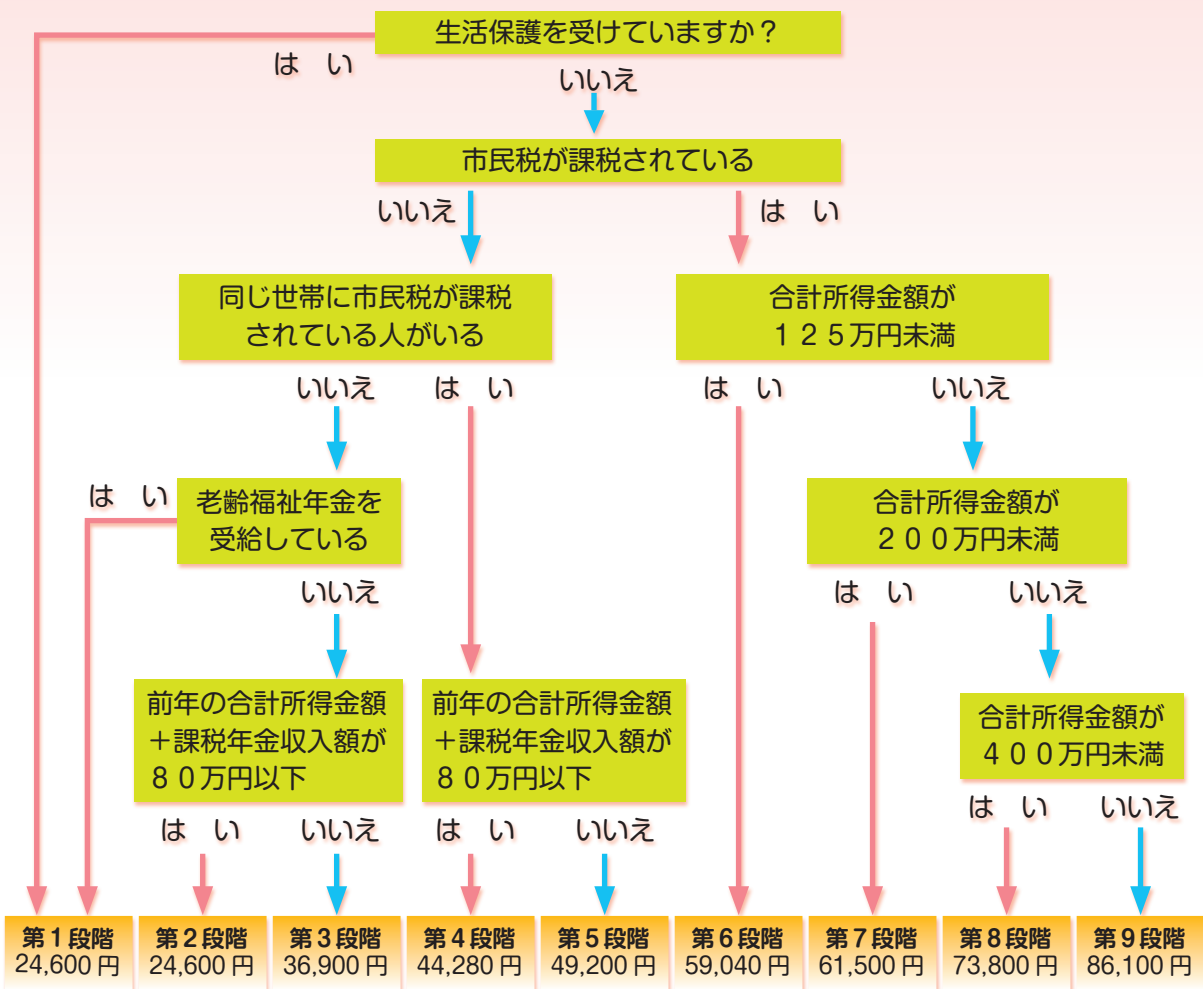 生活保護を受けていますか？
は　い
いいえ
市民税が課税されている
いいえ
は　い
同じ世帯に市民税が課税
されている人がいる
合計所得金額が
１２５万円未満
いいえ
は　い
は　い
いいえ
は　い
老齢福祉年金を
受給している
合計所得金額が
２００万円未満
いいえ
は　い
いいえ
前年の合計所得金額
＋課税年金収入額が
８０万円以下
前年の合計所得金額
＋課税年金収入額が
８０万円以下
合計所得金額が
４００万円未満
は　い
いいえ
は　い
いいえ
は　い
いいえ
第１段階
24,600 円
第２段階
24,600 円
第３段階
36,900 円
第４段階
44,280 円
第５段階
49,200 円
第６段階
59,040 円
第７段階
61,500 円
第８段階
73,800 円
第９段階
86,100 円